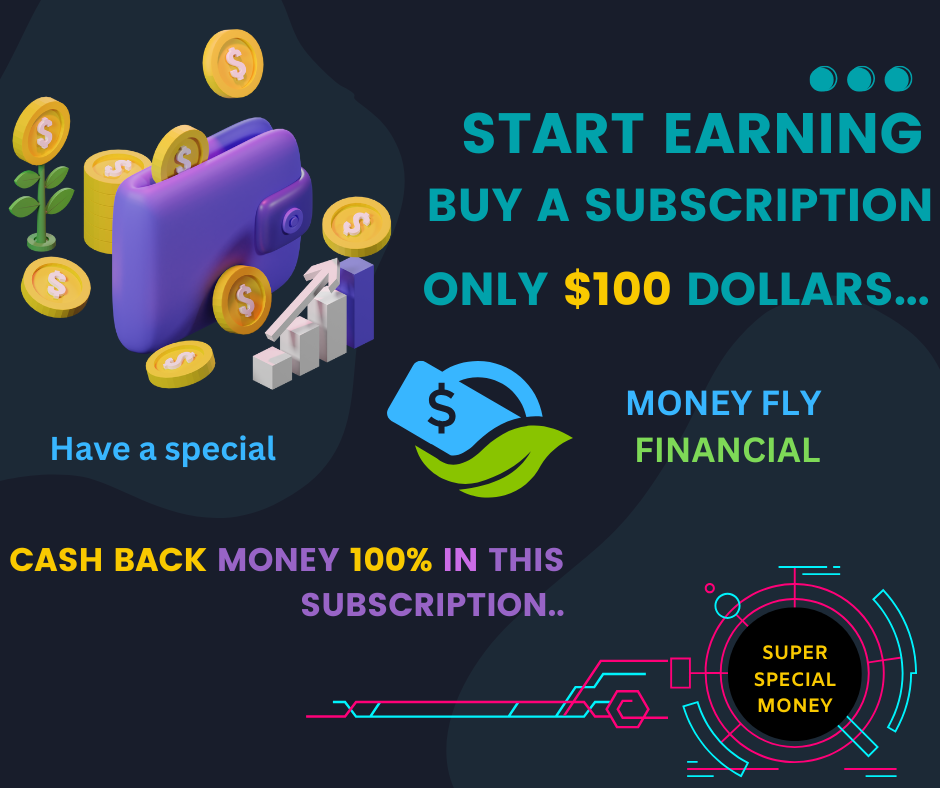 START EARNING
BUY A SUBSCRIPTION
ONLY $100 DOLLARS...
$
MONEY FLY
FINANCIAL
Have a special
CASH BACK MONEY 100% IN THIS
SUBSCRIPTION..
SUPER
SPECIAL
MONEY